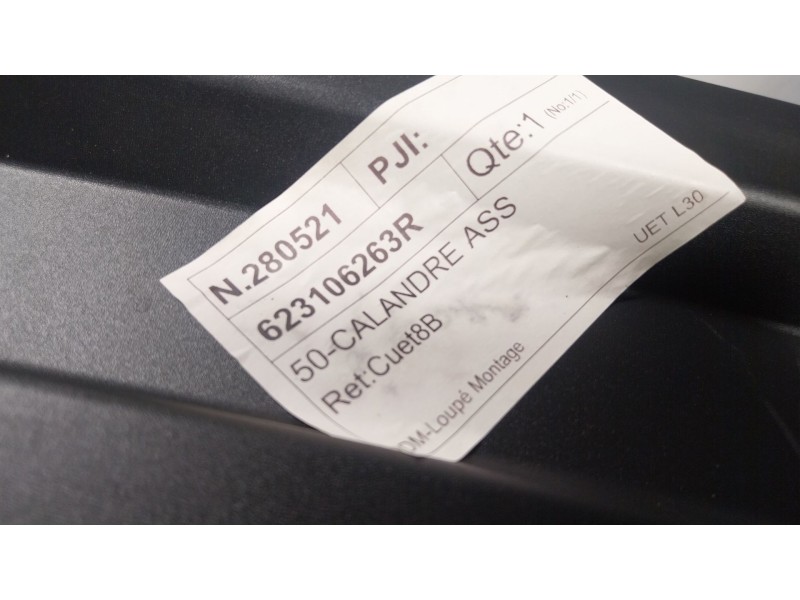 N.280521 PJI:
623106263R Qte:1 (No:1/1)
50-CALANDRE ASS
Ret:Cuet8B UET L30
DM-Loupé Montage